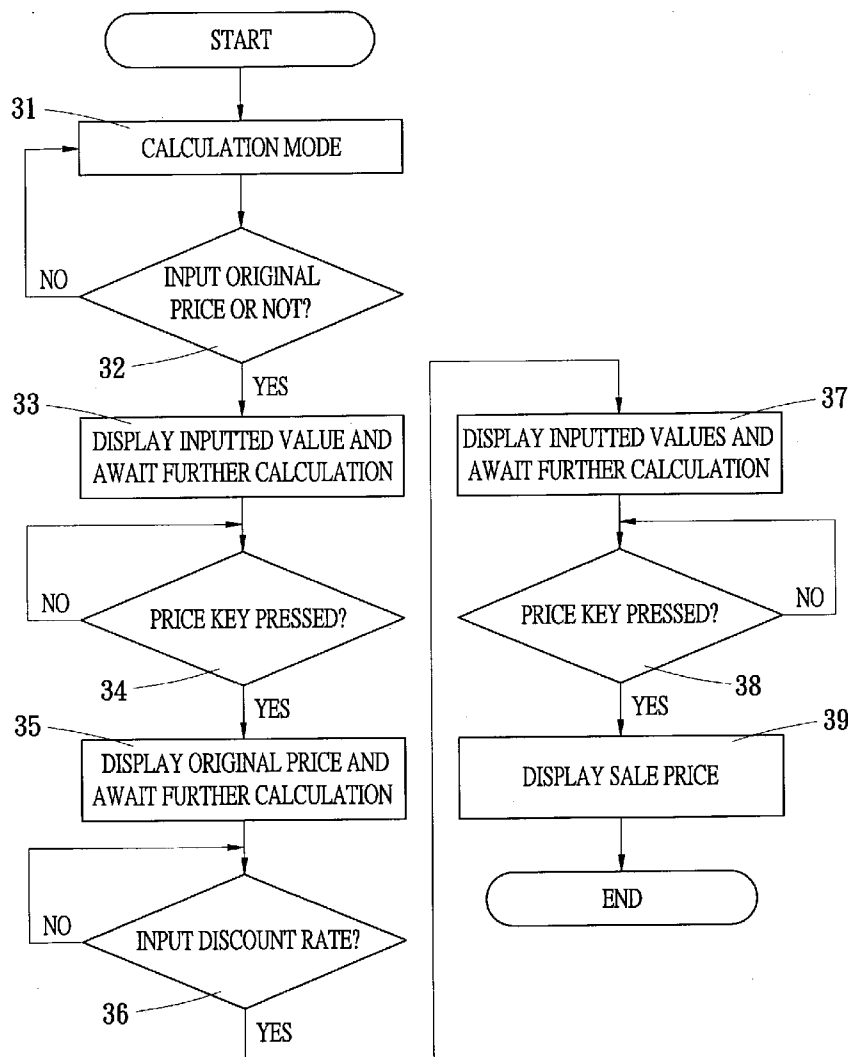 START
31
CALCULATION MODE
NO
INPUT ORIGINAL
PRICE OR NOT?
32
YES
33
DISPLAY INPUTTED VALUE AND
AWAIT FURTHER CALCULATION
NO
PRICE KEY PRESSED?
34
YES
35
DISPLAY ORIGINAL PRICE AND
AWAIT FURTHER CALCULATION
NO
INPUT DISCOUNT RATE?
36
YES
37
DISPLAY INPUTTED VALUES AND
AWAIT FURTHER CALCULATION
PRICE KEY PRESSED?
NO
38
YES
39
DISPLAY SALE PRICE
END